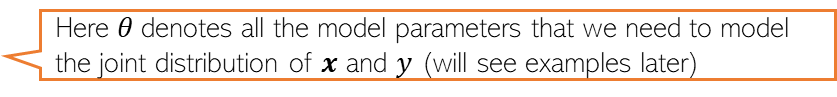 Here θ denotes all the model parameters that we need to model
the joint distribution of x and y (will see examples later)